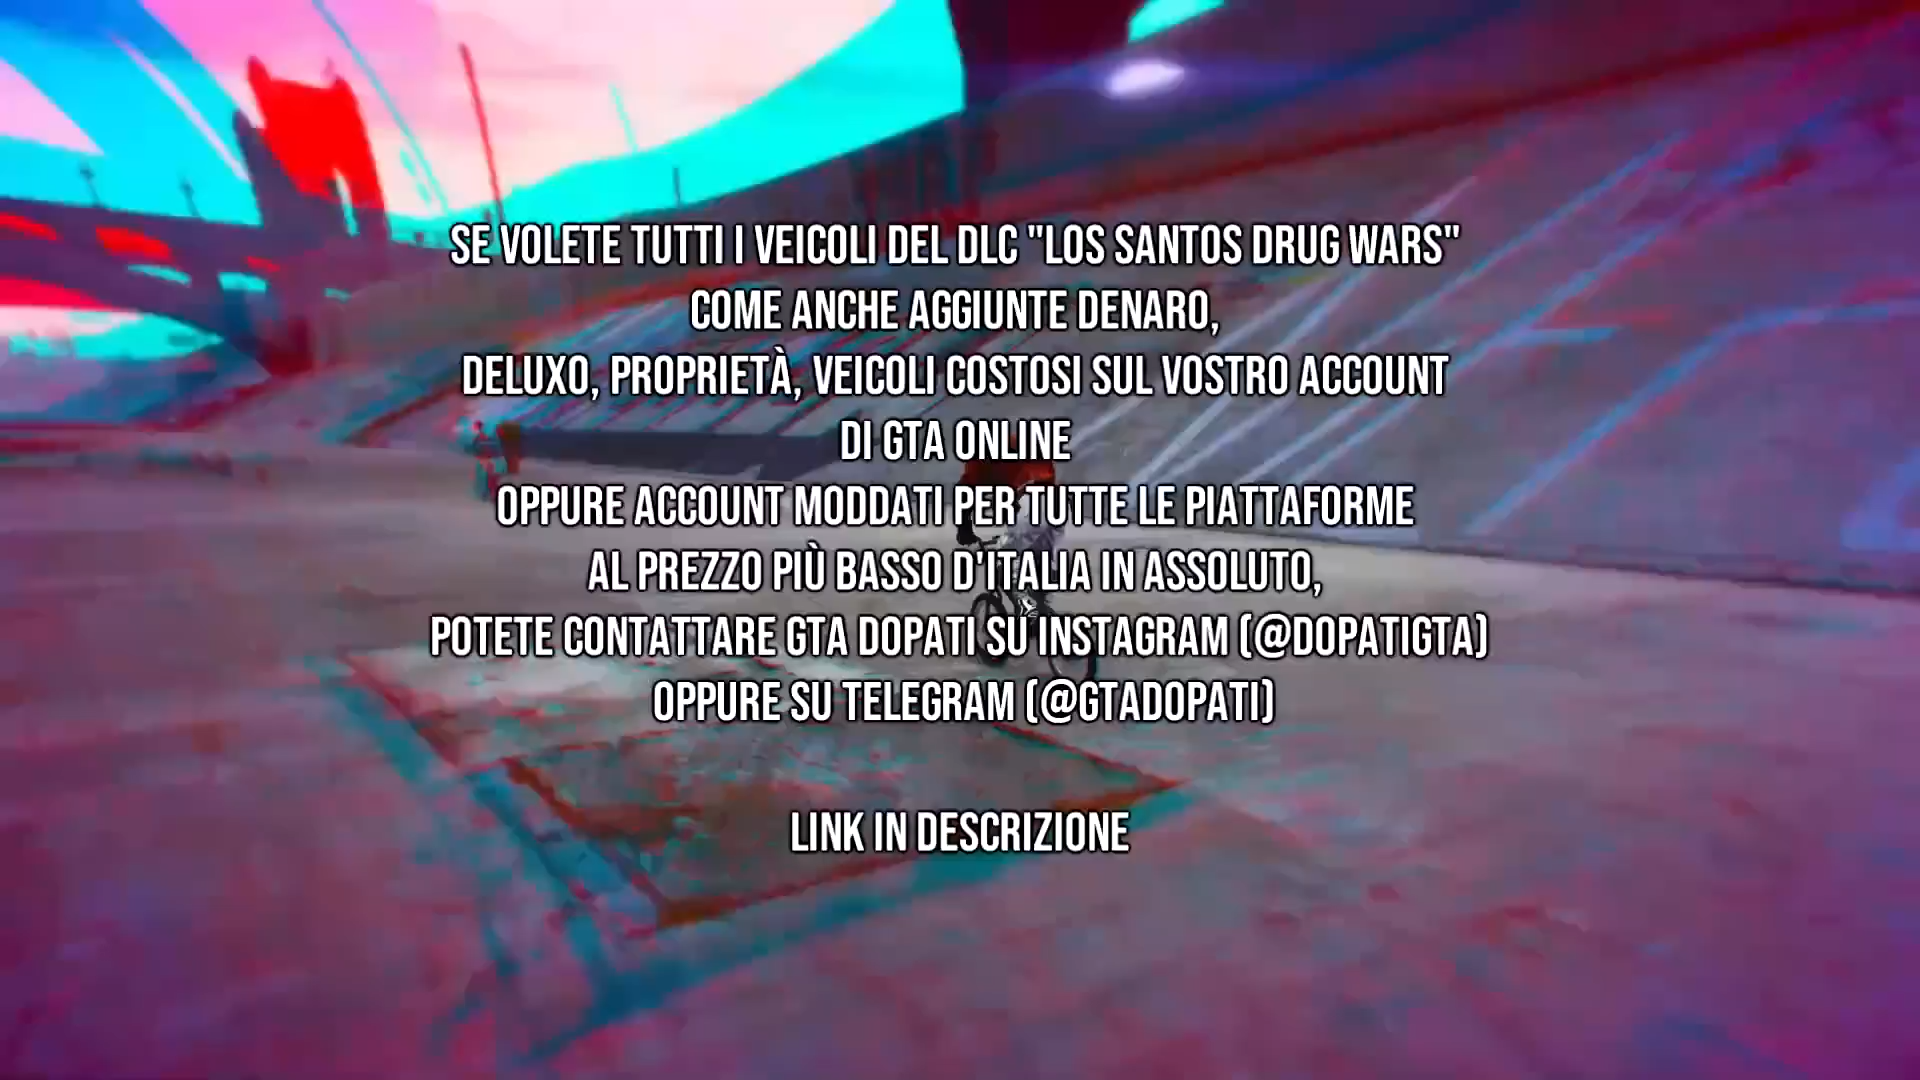 SE VOLETE TUTTI I VEICOLI DEL DLC "LOS SANTOS DRUG WARS"
COME ANCHE AGGIUNTE DENARO,
DELUXO, PROPRIETÀ, VEICOLI COSTOSI SUL VOSTRO ACCOUNT
DI GTA ONLINE
OPPURE ACCOUNT MODDATI PER TUTTE LE PIATTAFORME
AL PREZZO PIÙ BASSO D'ITALIA IN ASSOLUTO,
POTETE CONTATTARE GTA DOPATI SU INSTAGRAM (@DOPATIGTA)
OPPURE SU TELEGRAM (@GTADOPATI)
LINK IN DESCRIZIONE